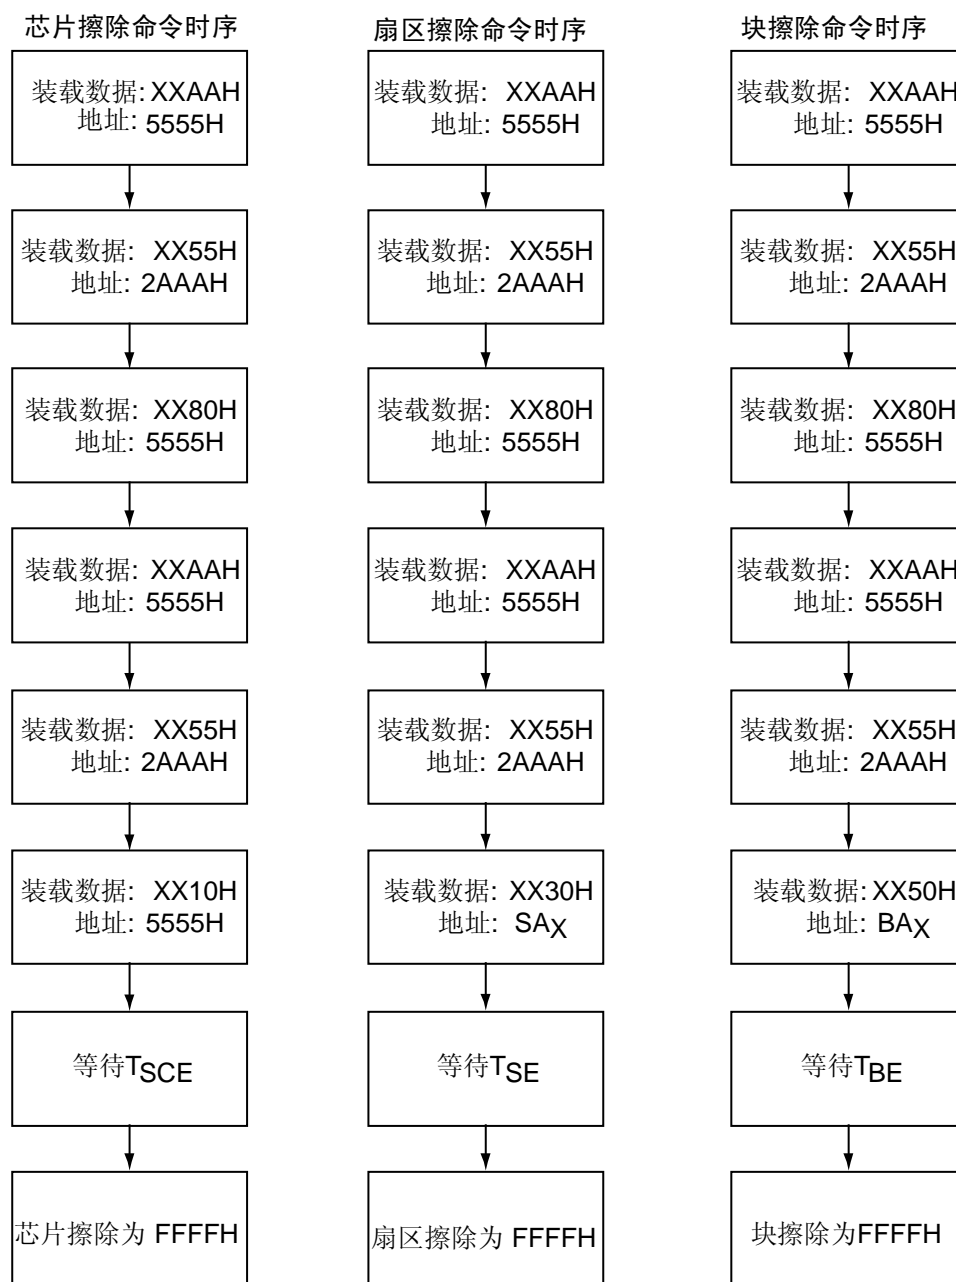 芯片擦除命令时序
装载数据: XXAAH
地址: 5555H
装载数据: XX55H
地址: 2AAAH
装载数据: XX80H
地址: 5555H
装载数据: XXAAH
地址: 5555H
装载数据: XX55H
地址: 2AAAH
装载数据: XX10H
地址: 5555H
等待TSCE
芯片擦除为 FFFFH
扇区擦除命令时序
装载数据: XXAAH
地址: 5555H
装载数据: XX55H
地址: 2AAAH
装载数据: XX80H
地址: 5555H
装载数据: XXAAH
地址: 5555H
装载数据: XX55H
地址: 2AAAH
装载数据: XX30H
地址: SAX
等待TSE
扇区擦除为 FFFFH
块擦除命令时序
装载数据: XXAAH
地址: 5555H
装载数据: XX55H
地址: 2AAAH
装载数据: XX80H
地址: 5555H
装载数据: XXAAH
地址: 5555H
装载数据: XX55H
地址: 2AAAH
装载数据: XX50H
地址: BAX
等待TBE
块擦除为FFFFH